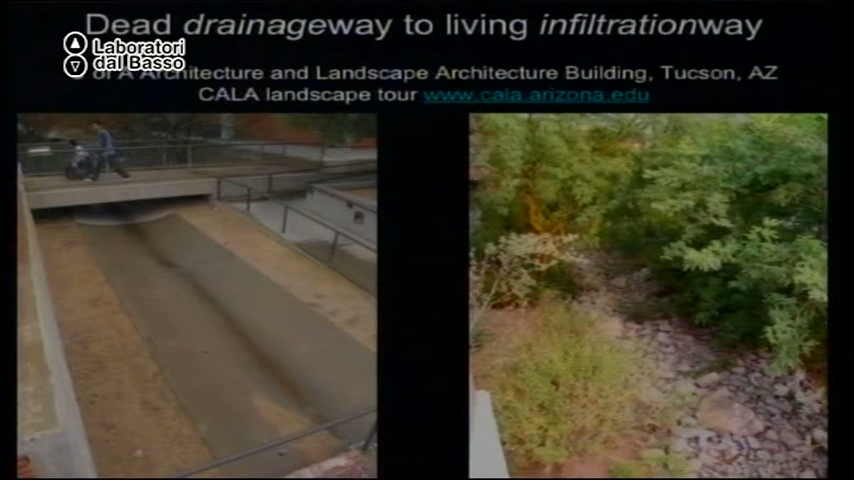 Dead drainageway to living infiltrationway
Laboratori
dal Basso
of A Architecture and Landscape Architecture Building, Tucson, AZ
CALA landscape tour www.cala.arizona.edu